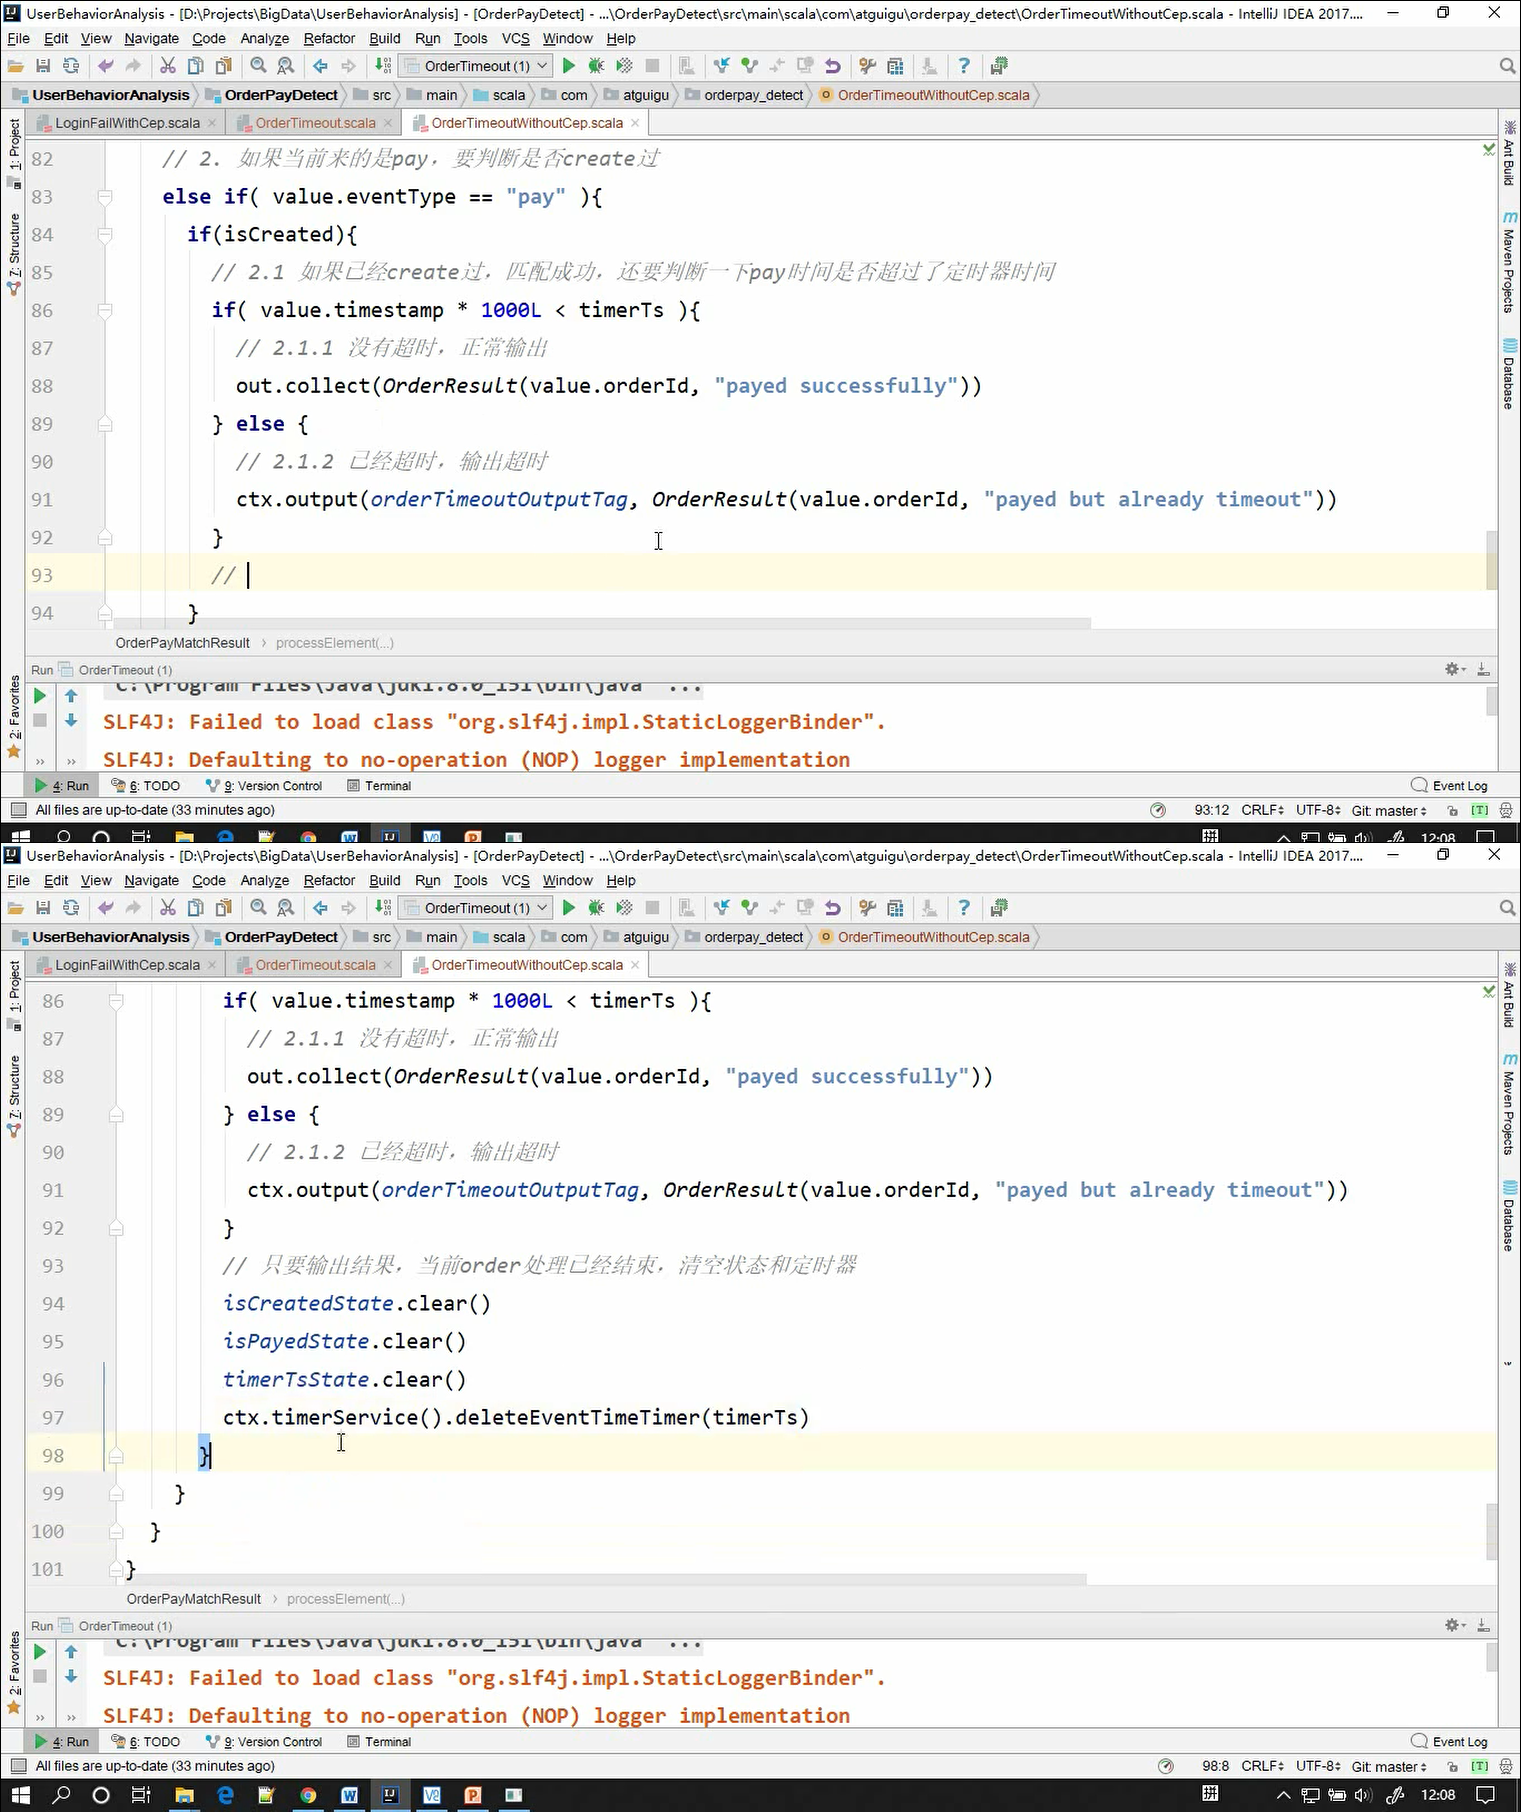 UserBehaviorAnalysis - [D:\Projects\BigData\UserBehaviorAnalysis] - [OrderPayDetect] - ...\OrderPayDetect\src\main\scala\com\atguigu\orderpay_detect\OrderTimeoutWithoutCep.scala - IntelliJ IDEA 2017....
File Edit View Navigate Code Analyze Refactor Build Run Tools VCS Window Help
OrderTimeout (1)
UserBehaviorAnalysis OrderPayDetect src main scala com atguigu orderpay_detect OrderTimeoutWithoutCep.scala
LoginFailWithCep.scala OrderTimeout.scala OrderTimeoutWithoutCep.scala
1: Project
7: Structure
2: Favorites
Ant Build
Maven Projects
Database
82 // 2. 如果当前来的是pay，要判断是否create过
83 else if( value.eventType == "pay" ){
84 if(isCreated){
85 // 2.1 如果已经create过，匹配成功，还要判断一下pay时间是否超过了定时器时间
86 if( value.timestamp * 1000L < timerTs ){
87 // 2.1.1 没有超时，正常输出
88 out.collect(OrderResult(value.orderId, "payed successfully"))
89 } else {
90 // 2.1.2 已经超时，输出超时
91 ctx.output(orderTimeoutOutputTag, OrderResult(value.orderId, "payed but already timeout"))
92 }
93 //
94 }
OrderPayMatchResult › processElement(...)
Run OrderTimeout (1)
C:\Program Files\Java\jdk1.8.0_151\bin\java" ...
SLF4J: Failed to load class "org.slf4j.impl.StaticLoggerBinder".
SLF4J: Defaulting to no-operation (NOP) logger implementation
4: Run 6: TODO 9: Version Control Terminal Event Log
All files are up-to-date (33 minutes ago) 93:12 CRLF UTF-8 Git: master [T]
12:08
UserBehaviorAnalysis - [D:\Projects\BigData\UserBehaviorAnalysis] - [OrderPayDetect] - ...\OrderPayDetect\src\main\scala\com\atguigu\orderpay_detect\OrderTimeoutWithoutCep.scala - IntelliJ IDEA 2017....
File Edit View Navigate Code Analyze Refactor Build Run Tools VCS Window Help
OrderTimeout (1)
UserBehaviorAnalysis OrderPayDetect src main scala com atguigu orderpay_detect OrderTimeoutWithoutCep.scala
LoginFailWithCep.scala OrderTimeout.scala OrderTimeoutWithoutCep.scala
1: Project
7: Structure
2: Favorites
Ant Build
Maven Projects
Database
86 if( value.timestamp * 1000L < timerTs ){
87 // 2.1.1 没有超时，正常输出
88 out.collect(OrderResult(value.orderId, "payed successfully"))
89 } else {
90 // 2.1.2 已经超时，输出超时
91 ctx.output(orderTimeoutOutputTag, OrderResult(value.orderId, "payed but already timeout"))
92 }
93 // 只要输出结果，当前order处理已经结束，清空状态和定时器
94 isCreatedState.clear()
95 isPayedState.clear()
96 timerTsState.clear()
97 ctx.timerService().deleteEventTimeTimer(timerTs)
98 }
99 }
100 }
101 }
OrderPayMatchResult › processElement(...)
Run OrderTimeout (1)
C:\Program Files\Java\jdk1.8.0_151\bin\java" ...
SLF4J: Failed to load class "org.slf4j.impl.StaticLoggerBinder".
SLF4J: Defaulting to no-operation (NOP) logger implementation
4: Run 6: TODO 9: Version Control Terminal Event Log
All files are up-to-date (33 minutes ago) 98:8 CRLF UTF-8 Git: master [T]
12:08